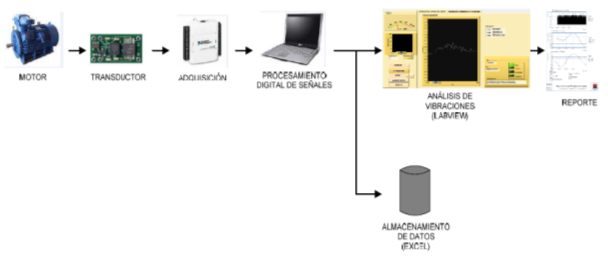 MOTOR
TRANSDUCTOR
ADQUISICIÓN
PROCESAMIENTO
DIGITAL DE SEÑALES
ANÁLISIS DE
VIBRACIONES
(LABVIEW)
REPORTE
ALMACENAMIENTO
DE DATOS
(EXCEL)